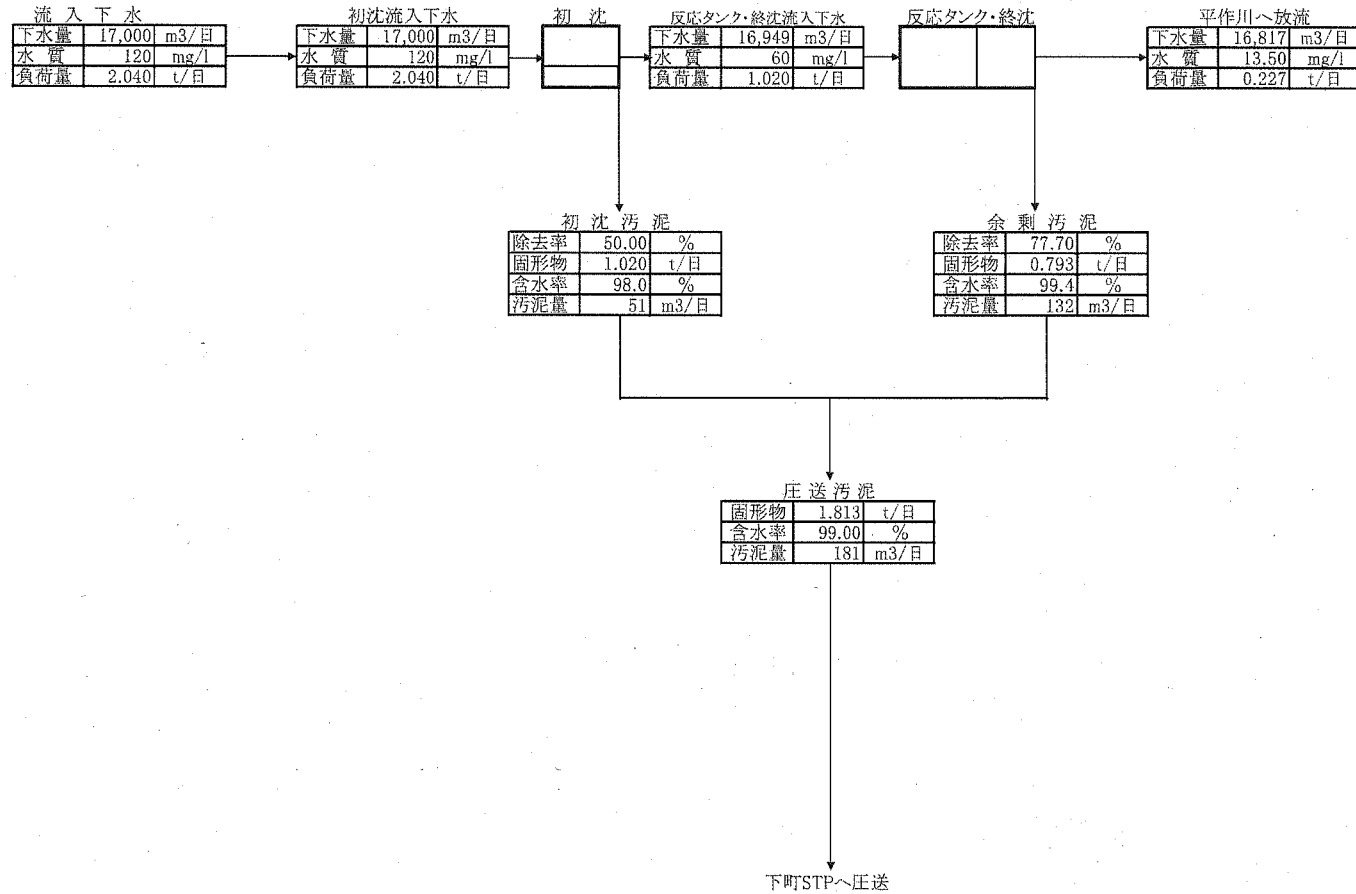 流入下水
下水量 17,000 m3/日
水質 120 mg/l
負荷量 2.040 t/日
初沈流入下水
下水量 17,000 m3/日
水質 120 mg/l
負荷量 2.040 t/日
初沈
反応タンク・終沈流入下水
下水量 16,949 m3/日
水質 60 mg/l
負荷量 1.020 t/日
反応タンク・終沈
平作川へ放流
下水量 16,817 m3/日
水質 13.50 mg/l
負荷量 0.227 t/日
初沈汚泥
除去率 50.00 %
固形物 1.020 t/日
含水率 98.0 %
汚泥量 51 m3/日
余剰汚泥
除去率 77.70 %
固形物 0.793 t/日
含水率 99.4 %
汚泥量 132 m3/日
圧送汚泥
固形物 1.813 t/日
含水率 99.00 %
汚泥量 181 m3/日
下町STPへ圧送